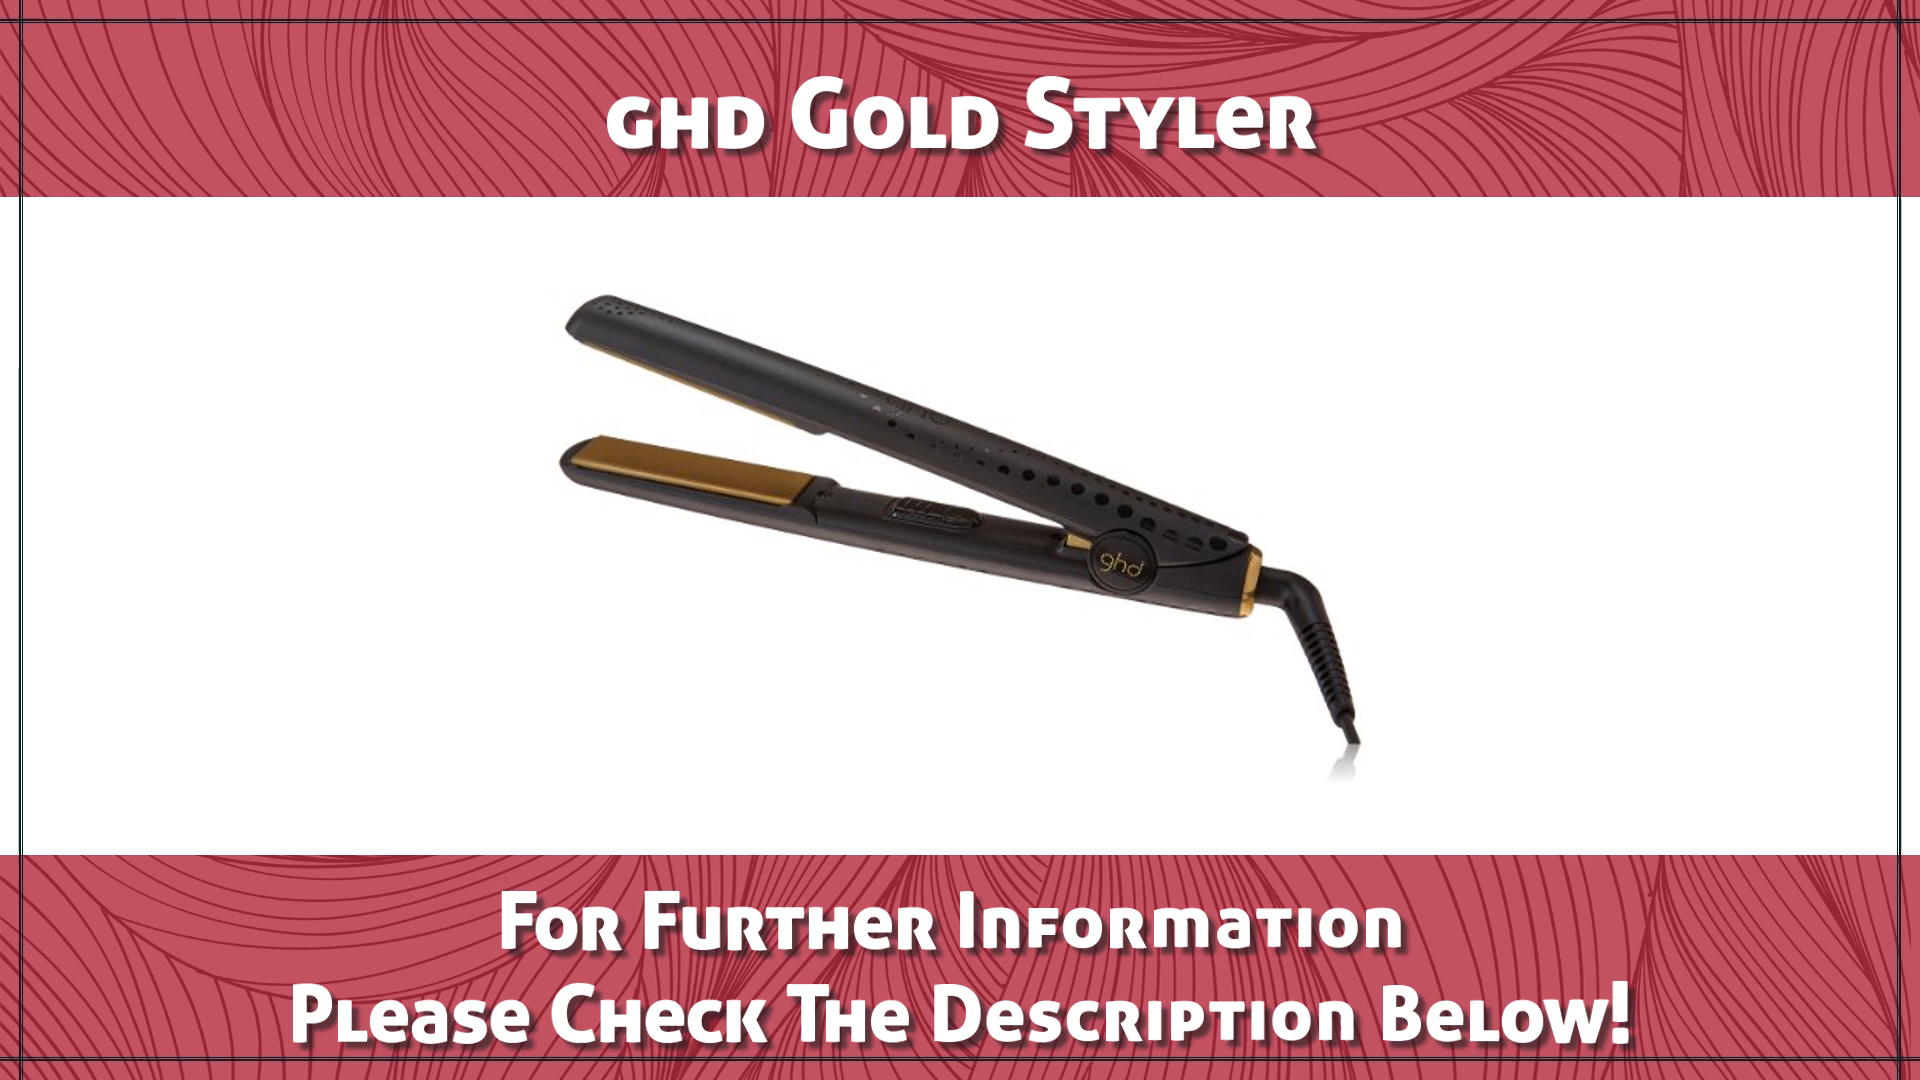 ghd Gold Styler
ghd
For Further Information
Please Check The Description Below!